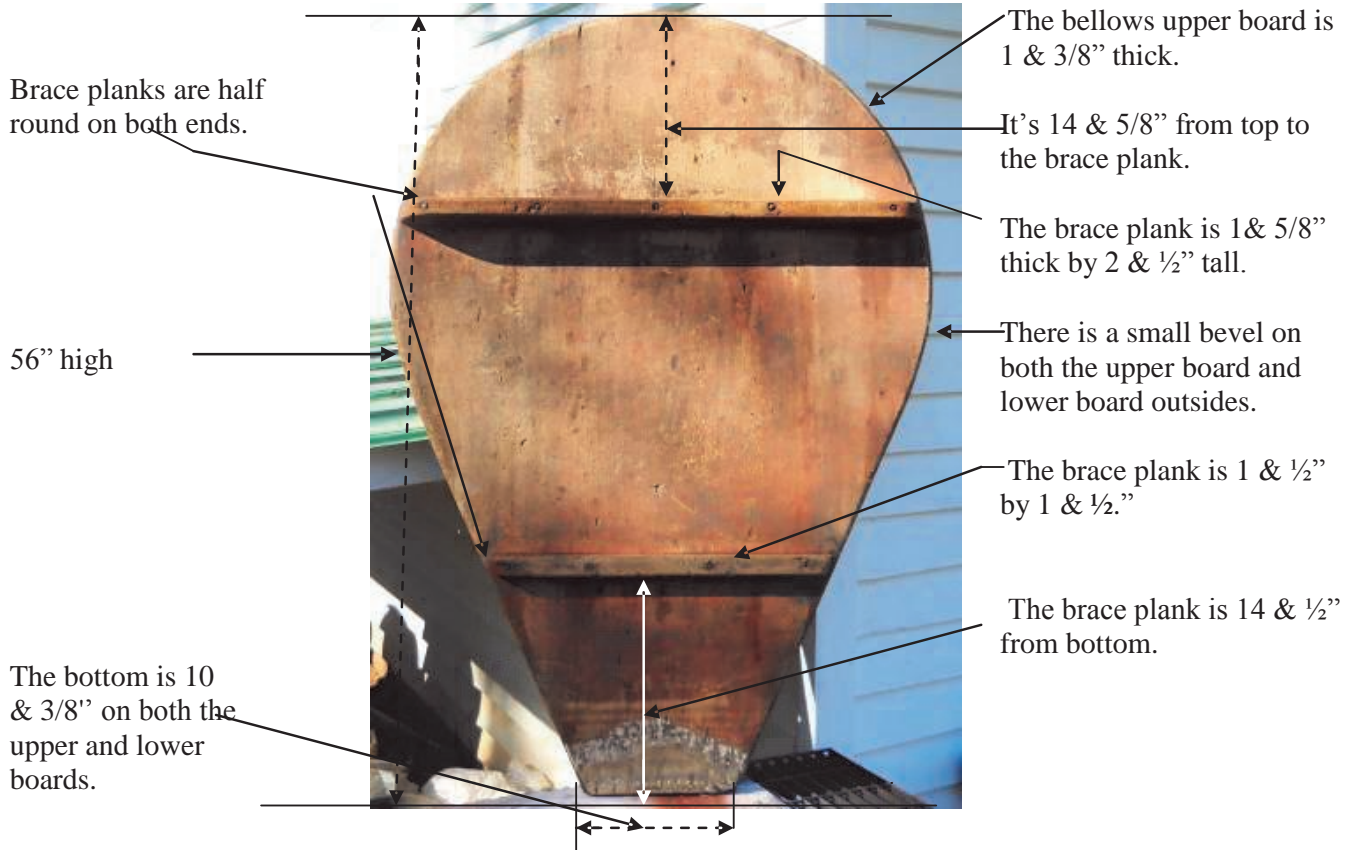 Brace planks are half
round on both ends.
56” high
The bottom is 10
& 3/8'' on both the
upper and lower
boards.
The bellows upper board is
1 & 3/8” thick.
It’s 14 & 5/8” from top to
the brace plank.
The brace plank is 1& 5/8”
thick by 2 & ½” tall.
There is a small bevel on
both the upper board and
lower board outsides.
The brace plank is 1 & ½”
by 1 & ½.”
The brace plank is 14 & ½”
from bottom.